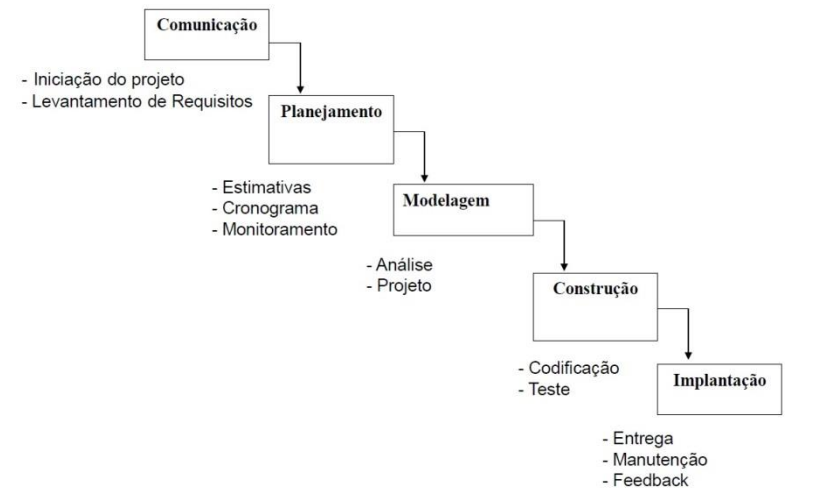 Comunicação
- Iniciação do projeto
- Levantamento de Requisitos
Planejamento
- Estimativas
- Cronograma
- Monitoramento
Modelagem
- Análise
- Projeto
Construção
- Codificação
- Teste
Implantação
- Entrega
- Manutenção
- Feedback